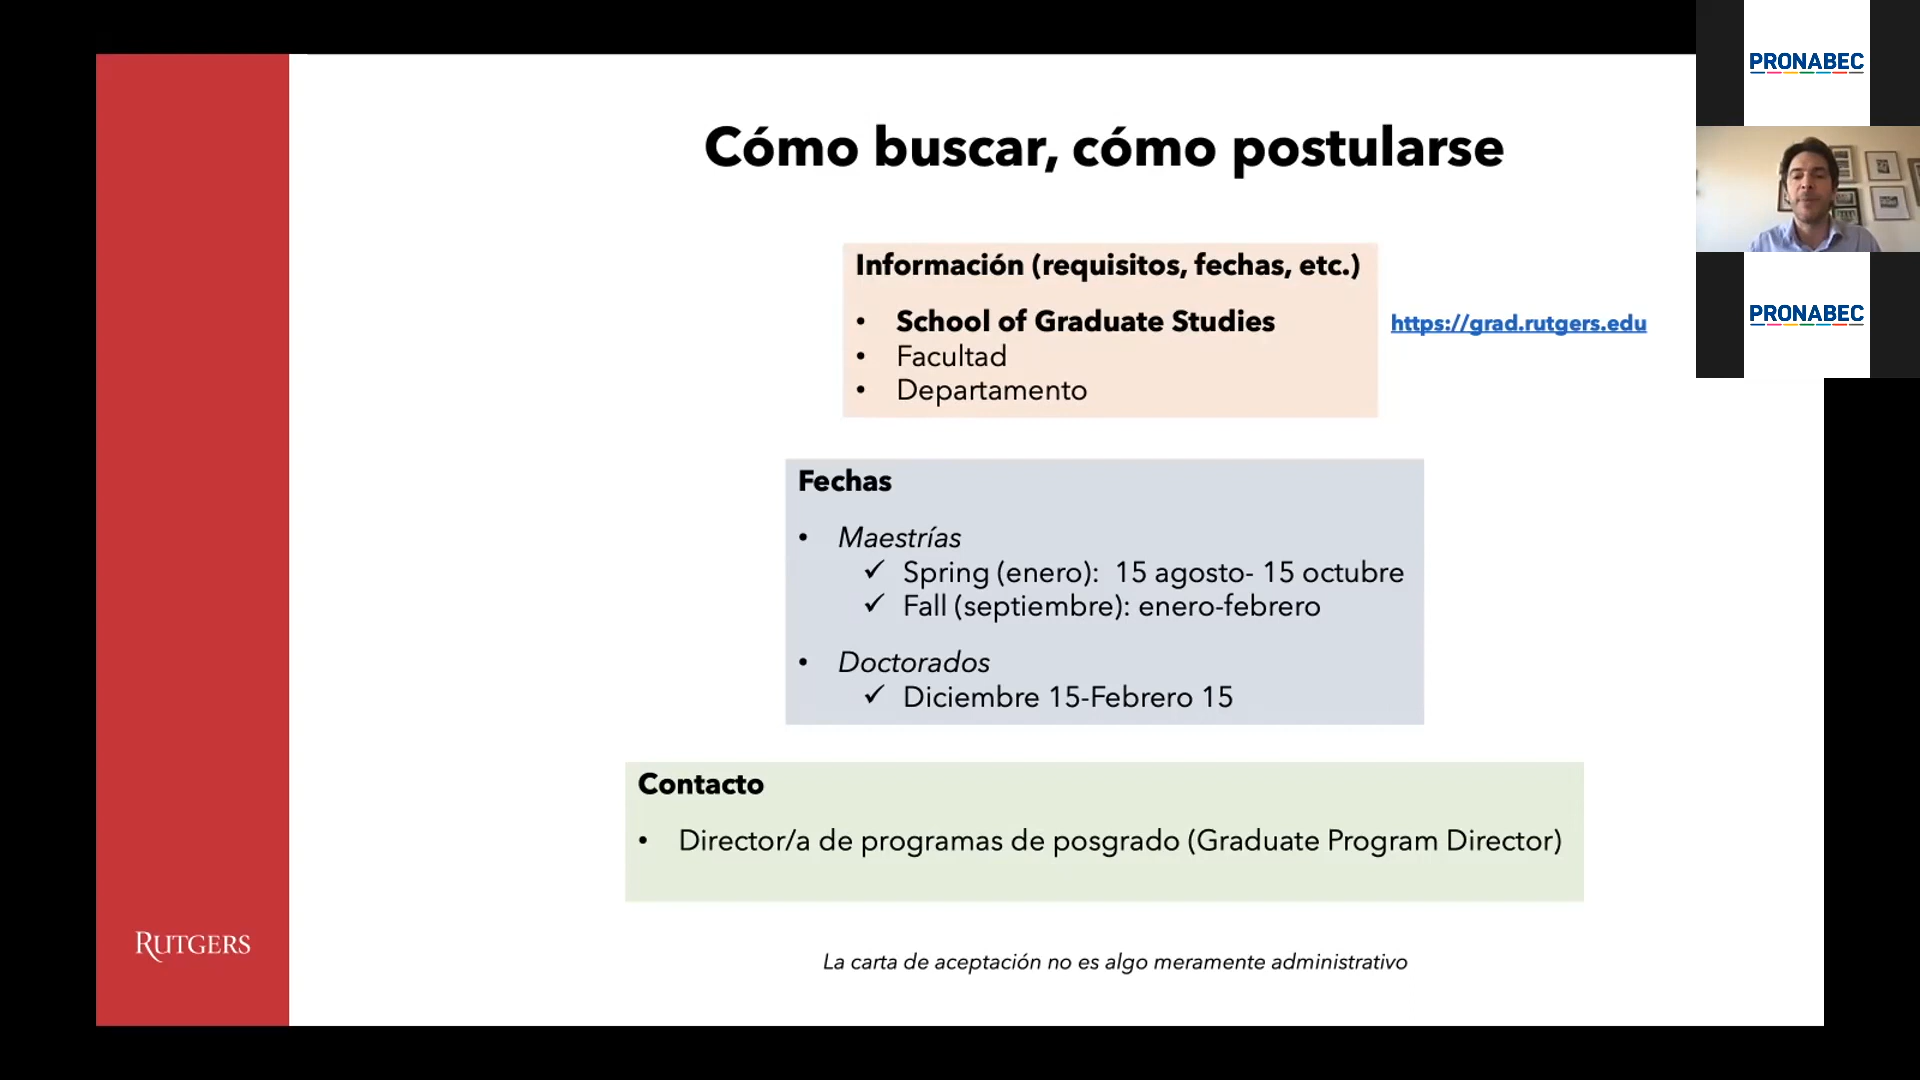 Cómo buscar, cómo postularse
PRONABEC
Información (requisitos, fechas, etc.)
• School of Graduate Studies
https://grad.rutgers.edu
• Facultad
• Departamento
PRONABEC
Fechas
• Maestrías
✓ Spring (enero):  15 agosto- 15 octubre
✓ Fall (septiembre): enero-febrero
• Doctorados
✓ Diciembre 15-Febrero 15
Contacto
• Director/a de programas de posgrado (Graduate Program Director)
RUTGERS
La carta de aceptación no es algo meramente administrativo